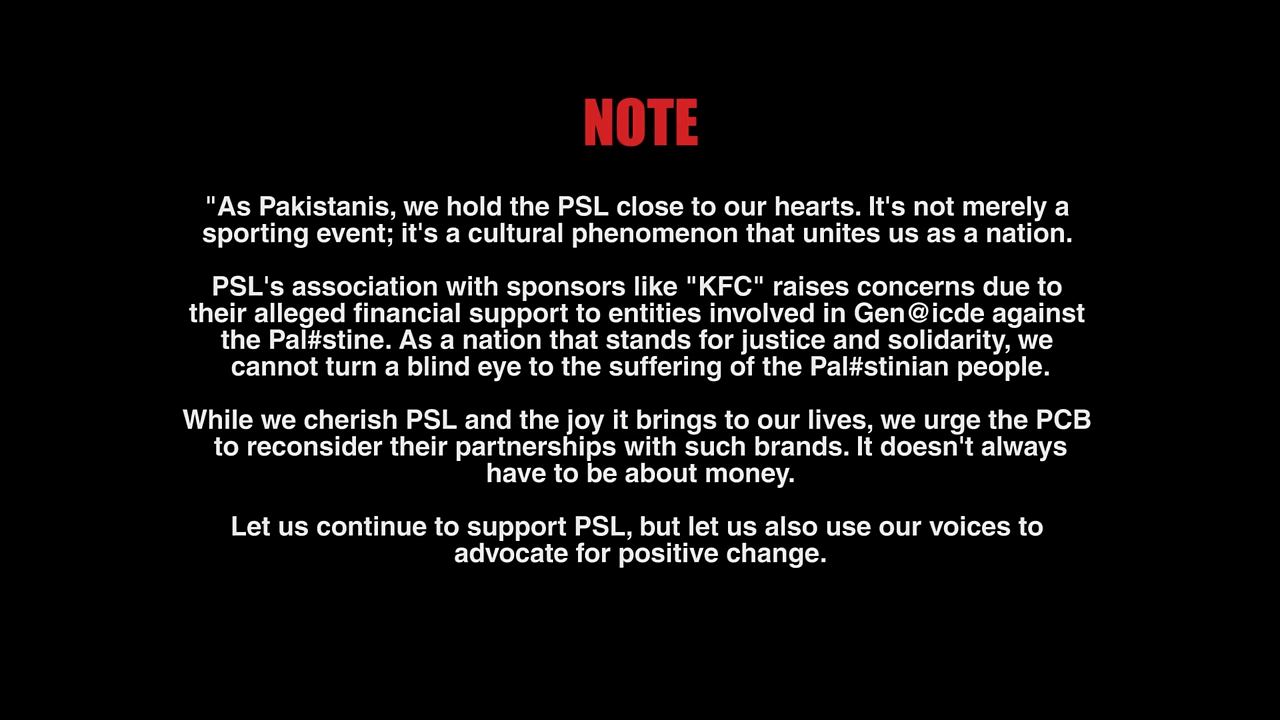 NOTE
"As Pakistanis, we hold the PSL close to our hearts. It's not merely a
sporting event; it's a cultural phenomenon that unites us as a nation.
PSL's association with sponsors like "KFC" raises concerns due to
their alleged financial support to entities involved in Gen@icde against
the Pal#stine. As a nation that stands for justice and solidarity, we
cannot turn a blind eye to the suffering of the Pal#stinian people.
While we cherish PSL and the joy it brings to our lives, we urge the PCB
to reconsider their partnerships with such brands. It doesn't always
have to be about money.
Let us continue to support PSL, but let us also use our voices to
advocate for positive change.